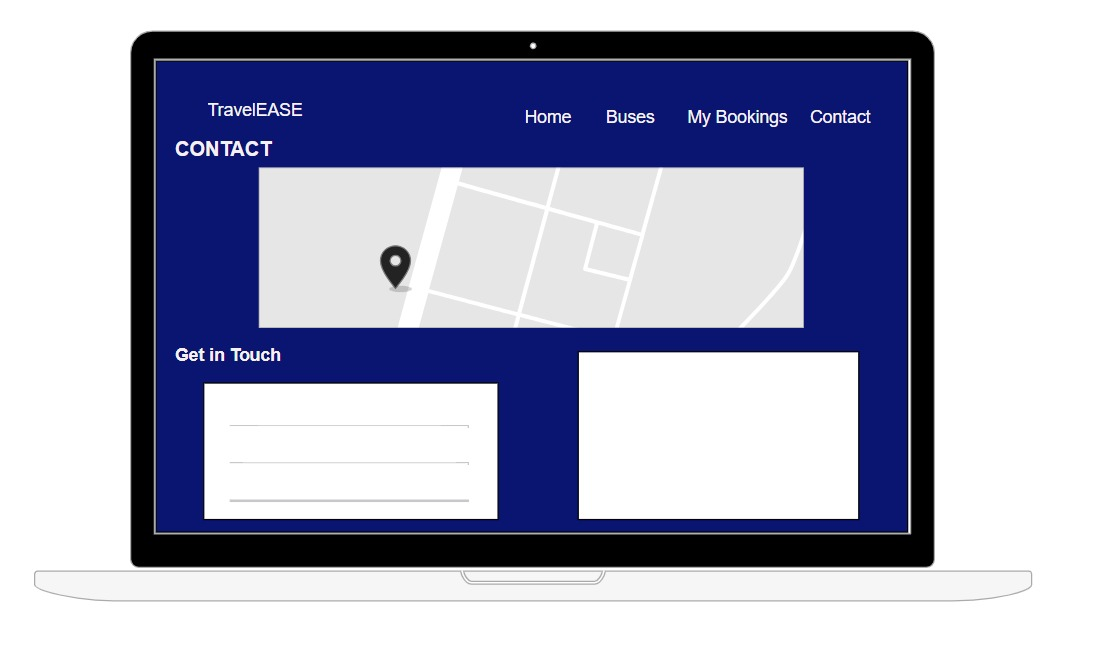 TravelEASE
Home Buses My Bookings Contact
CONTACT
Get in Touch